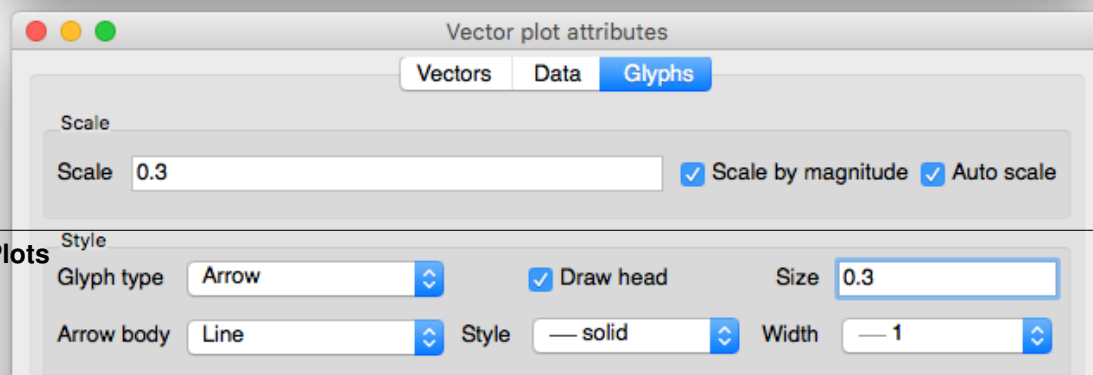 Vector plot attributes
Vectors Data Glyphs
Scale
Scale 0.3 Scale by magnitude Auto scale
Style
Plots
Glyph type Arrow Draw head Size 0.3
Arrow body Line Style solid Width 1